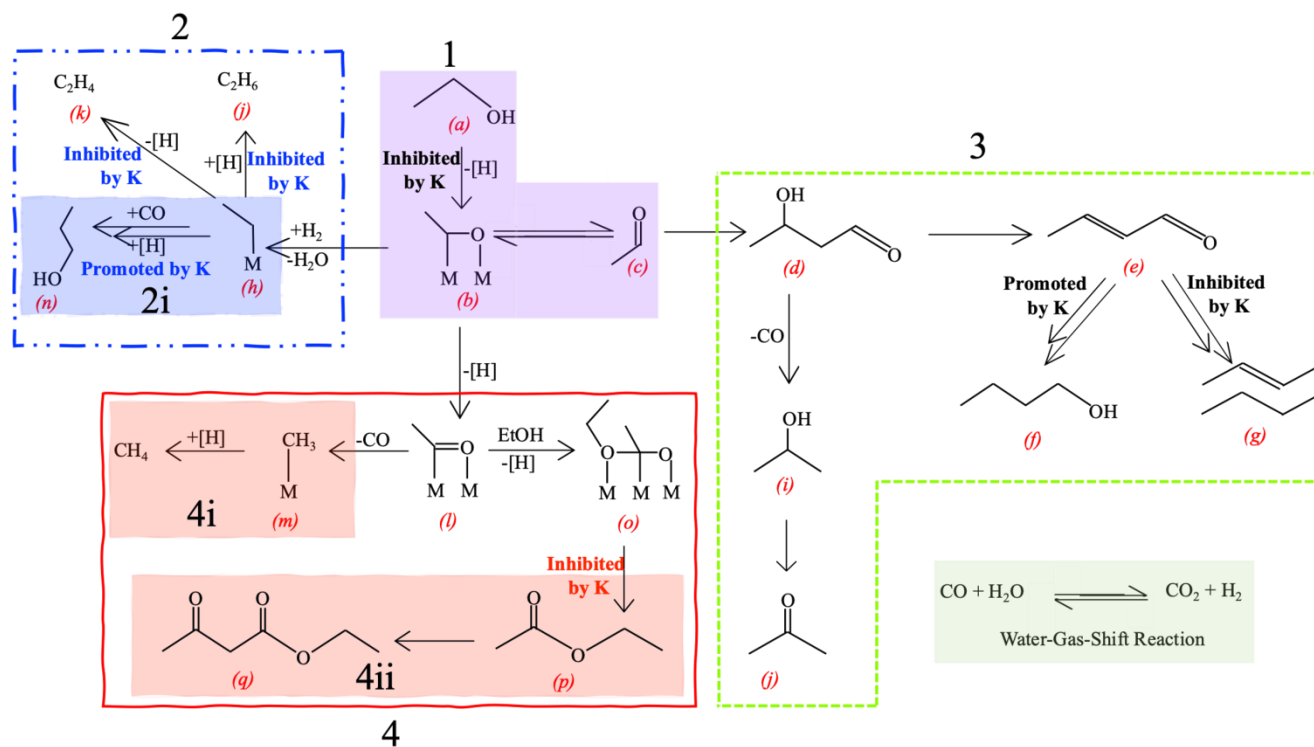 2
C₂H₄
(k)
C₂H₆
(j)
-[H]
Inhibited
by K
+[H]
Inhibited
by K
+CO
+[H]
Promoted by K
HO
(n)
M
(h)
2i
+H₂
-H₂O
1
OH
(a)
Inhibited
by K
-[H]
O
M M
(b)
O
(c)
-[H]
3
OH
O
(d)
O
(e)
Promoted
by K
Inhibited
by K
-CO
OH
(f)
(g)
OH
(i)
O
(j)
CH₄
+[H]
CH₃
M
(m)
4i
-CO
O
M M
(l)
EtOH
-[H]
O O
M M M
(o)
Inhibited
by K
O O
O
(q)
4ii
O
O
(p)
4
CO + H₂O CO₂ + H₂
Water-Gas-Shift Reaction